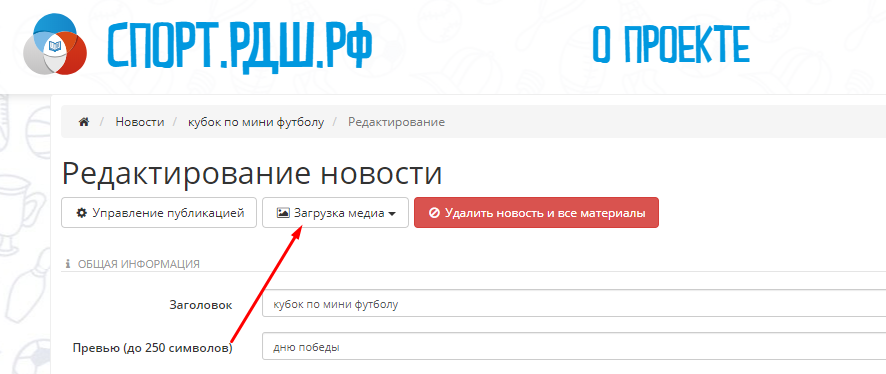 СПОРТ.РДШ.РФ
О ПРОЕКТЕ
/ Новости / кубок по мини футболу / Редактирование
Редактирование новости
Управление публикацией Загрузка медиа Удалить новость и все материалы
ОБЩАЯ ИНФОРМАЦИЯ
Заголовок кубок по мини футболу
Превью (до 250 символов) дню победы